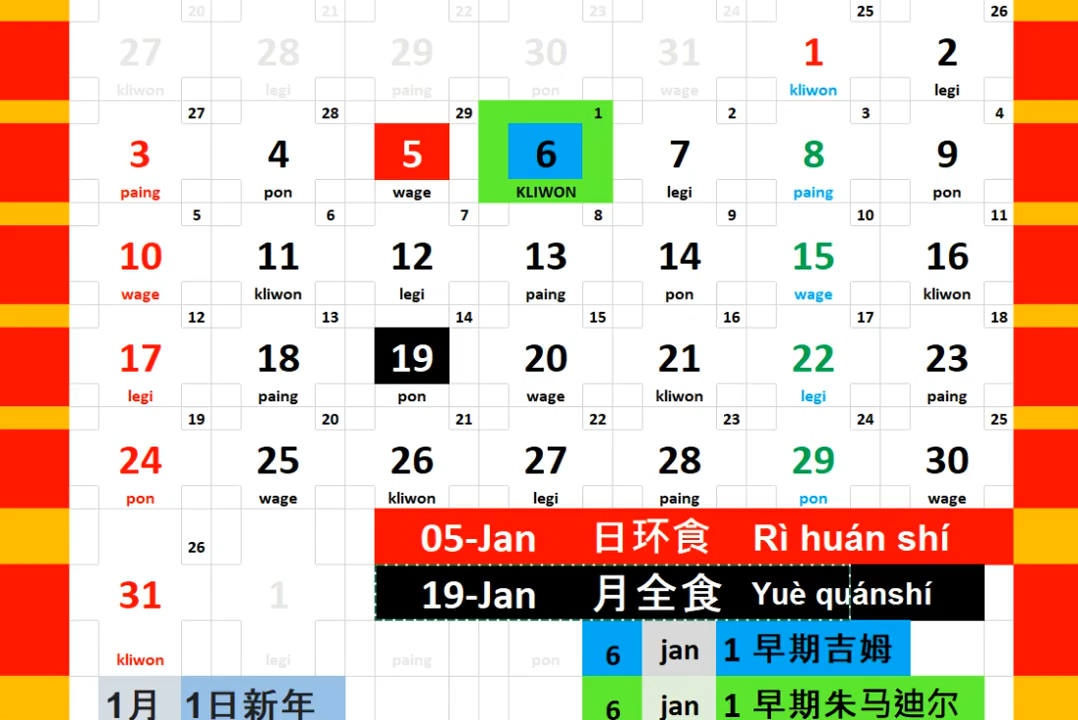 20 21 22 23 24 25 26
27 28 29 30 31 1 2
kliwon legi paing pon wage kliwon legi
27 28 29 1 2 3 4
3 4 5 6 7 8 9
paing pon wage KLIWON legi paing pon
5 6 7 8 9 10 11
10 11 12 13 14 15 16
wage kliwon legi paing pon wage kliwon
12 13 14 15 16 17 18
17 18 19 20 21 22 23
legi paing pon wage kliwon legi paing
19 20 21 22 23 24 25
24 25 26 27 28 29 30
pon wage kliwon legi paing pon wage
26 05-Jan 日环食 Rì huán shí
31 1 19-Jan 月全食 Yuè quánshí
kliwon legi paing pon 6 jan 1 早期吉姆
1月 1日新年 6 jan 1 早期朱马迪尔